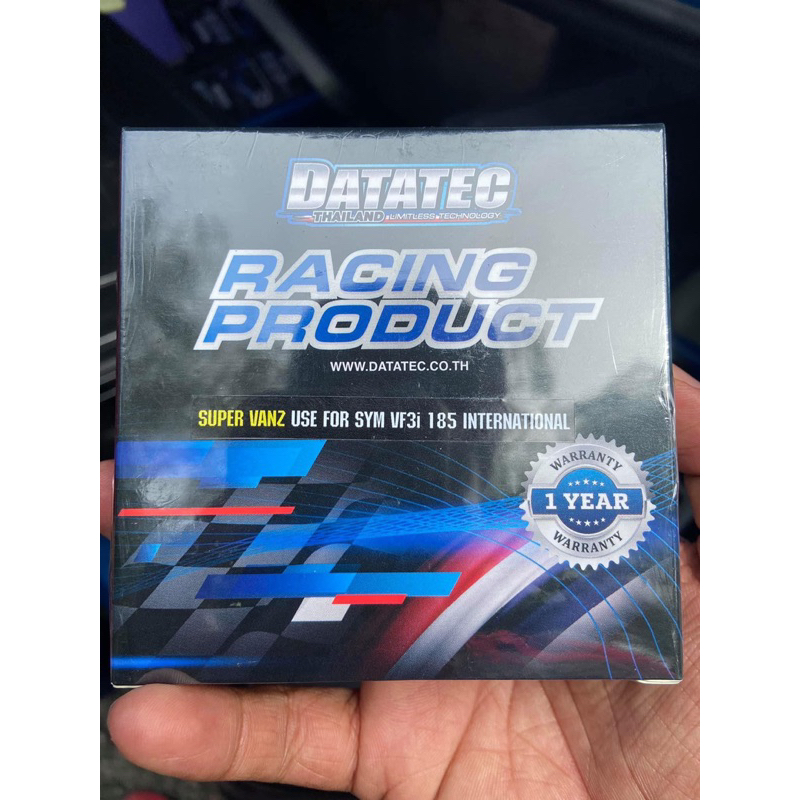 DATATEC
THAILAND LIMITLESS TECHNOLOGY
RACING
PRODUCT
WWW.DATATEC.CO.TH
SUPER VANZ USE FOR SYM VF3i 185 INTERNATIONAL
WARRANTY
1 YEAR
WARRANTY